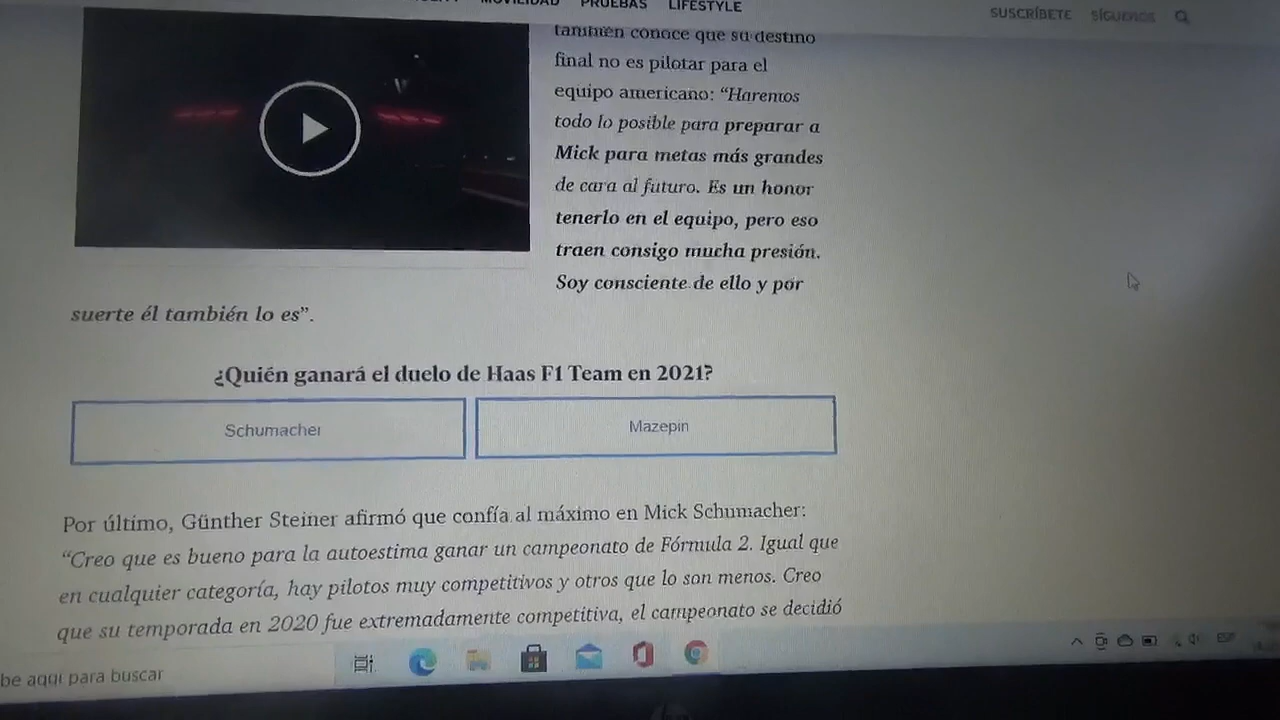 MOVILIDAD PRUEBAS LIFESTYLE
SUSCRÍBETE SÍGUENOS
también conoce que su destino
final no es pilotar para el
equipo americano: “Haremos
todo lo posible para preparar a
Mick para metas más grandes
de cara al futuro. Es un honor
tenerlo en el equipo, pero eso
traen consigo mucha presión.
Soy consciente de ello y por
suerte él también lo es”.
¿Quién ganará el duelo de Haas F1 Team en 2021?
Schumacher
Mazepin
Por último, Günther Steiner afirmó que confía al máximo en Mick Schumacher:
“Creo que es bueno para la autoestima ganar un campeonato de Fórmula 2. Igual que
en cualquier categoría, hay pilotos muy competitivos y otros que lo son menos. Creo
que su temporada en 2020 fue extremadamente competitiva, el campeonato se decidió
be aquí para buscar
ESP